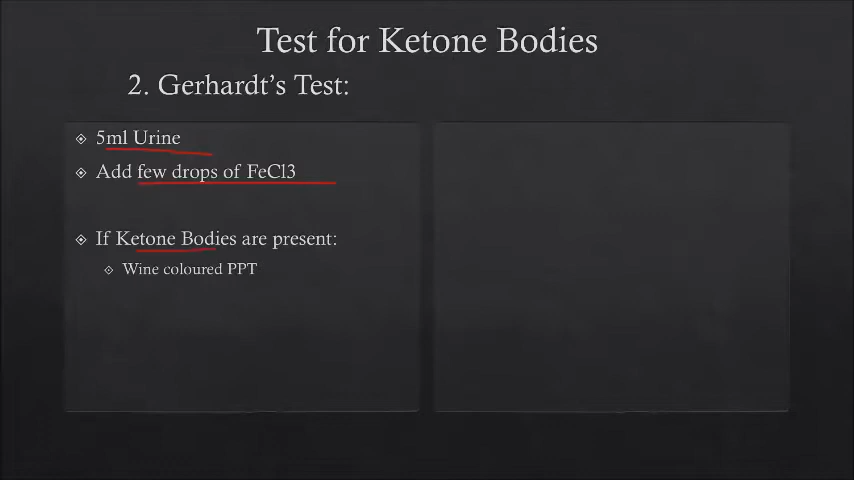 Test for Ketone Bodies
2. Gerhardt's Test:
5ml Urine
Add few drops of FeCl3
If Ketone Bodies are present:
Wine coloured PPT